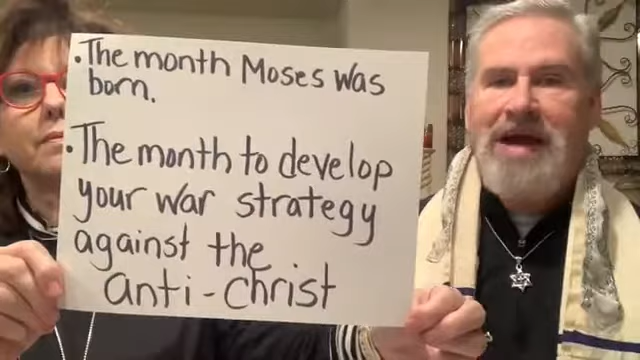 • The month Moses was
born.
• The month to develop
your war strategy
against the
anti-Christ